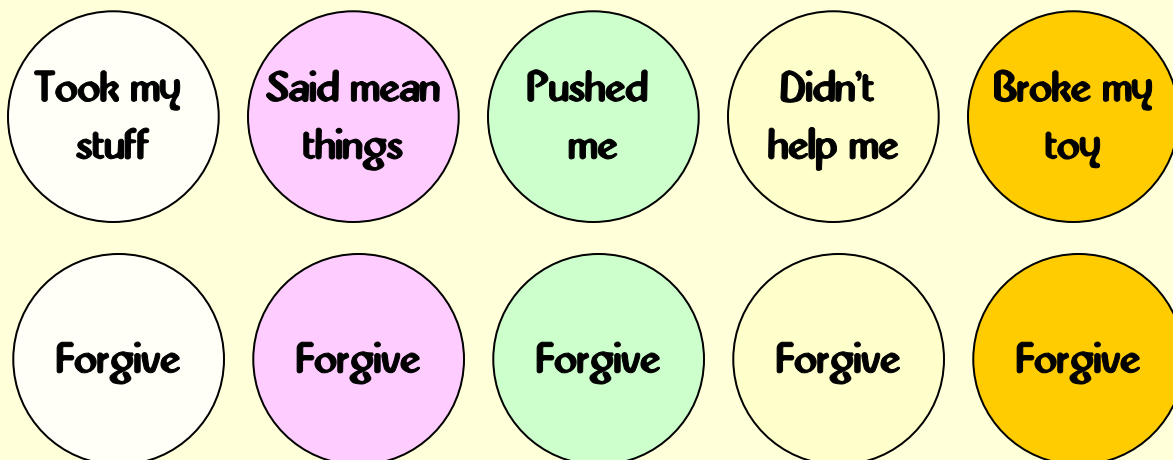 Took my
stuff
Said mean
things
Pushed
me
Didn't
help me
Broke my
toy
Forgive
Forgive
Forgive
Forgive
Forgive